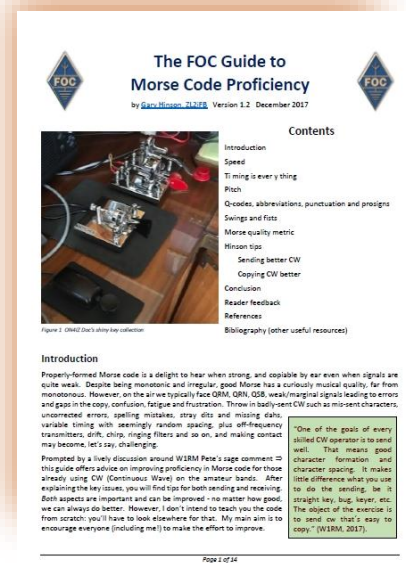 FOC
The FOC Guide to
Morse Code Proficiency
FOC
by Gary Hinson, ZL2iFB Version 1.2 December 2017
Contents
Introduction
Speed
Ti ming is ever y thing
Pitch
Q-codes, abbreviations, punctuation and prosigns
Swings and fists
Morse quality metric
Hinson tips
Sending better CW
Copying CW better
Conclusion
Reader feedback
References
Bibliography (other useful resources)
Figure 1 ON4IZ Doc's shiny key collection
Introduction
Properly-formed Morse code is a delight to hear when strong, and copiable by ear even when signals are
quite weak. Despite being monotonic and irregular, good Morse has a curiously musical quality, far from
monotonous. However, on the air we typically face QRM, QRN, QSB, weak/marginal signals leading to errors
and gaps in the copy, confusion, fatigue and frustration. Throw in badly-sent CW such as mis-sent characters,
uncorrected errors, spelling mistakes, stray dits and missing dahs,
variable timing with seemingly random spacing, plus off-frequency
transmitters, drift, chirp, ringing filters and so on, and making contact
may become, let's say, challenging.
Prompted by a lively discussion around W1RM Pete's sage comment ⇒
this guide offers advice on improving proficiency in Morse code for those
already using CW (Continuous Wave) on the amateur bands. After
explaining the key issues, you will find tips for both sending and receiving.
Both aspects are important and can be improved - no matter how good,
we can always do better. However, I don't intend to teach you the code
from scratch: you'll have to look elsewhere for that. My main aim is to
encourage everyone (including me!) to make the effort to improve.
"One of the goals of every
skilled CW operator is to send
well. That means good
character formation and
character spacing. It makes
little difference what you use
to do the sending, be it
straight key, bug, keyer, etc.
The object of the exercise is
to send cw that's easy to
copy." (W1RM, 2017).
Page 1 of 14